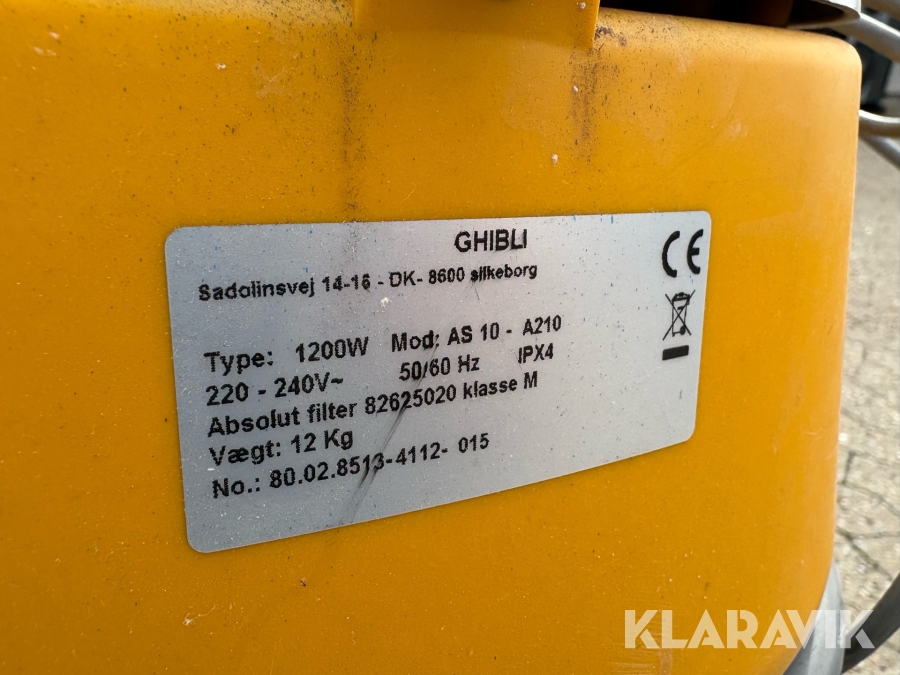 GHIBLI
Sadolinsvej 14-16 - DK- 8600 silkeborg
CE
Type: 1200W Mod: AS 10 - A210
220 - 240V~ 50/60 Hz IPX4
Absolut filter 82625020 klasse M
Vægt: 12 Kg
No.: 80.02.8513-4112- 015
KLARAVIK